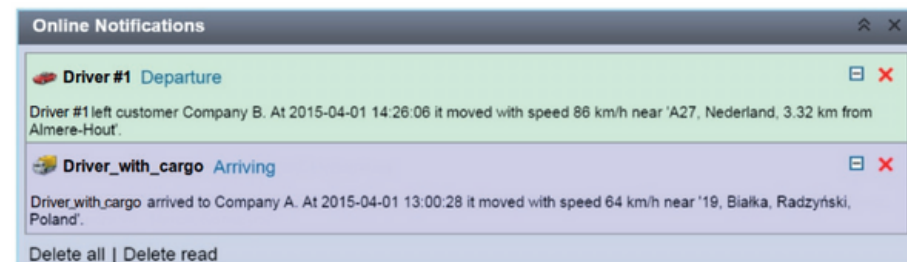 Online Notifications
Driver #1 Departure
Driver #1 left customer Company B. At 2015-04-01 14:26:06 it moved with speed 86 km/h near 'A27, Nederland, 3.32 km from
Almere-Hout'.
Driver_with_cargo Arriving
Driver_with_cargo arrived to Company A. At 2015-04-01 13:00:28 it moved with speed 64 km/h near '19, Białka, Radzyński,
Poland'.
Delete all | Delete read